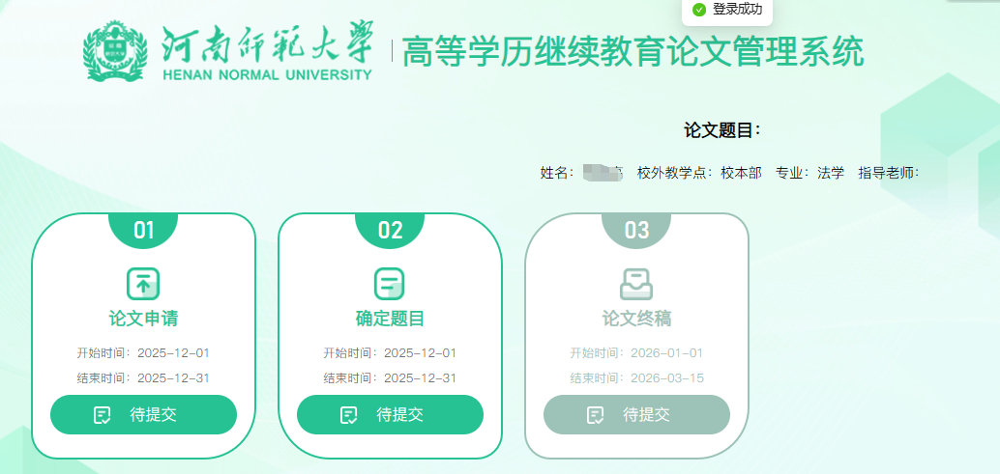 登录成功
河南师范大学
HENAN NORMAL UNIVERSITY
高等学历继续教育论文管理系统
论文题目:
姓名: 校外教学点: 校本部 专业: 法学 指导老师:
01
论文申请
开始时间: 2025-12-01
结束时间: 2025-12-31
待提交
02
确定题目
开始时间: 2025-12-01
结束时间: 2025-12-31
待提交
03
论文终稿
开始时间: 2026-01-01
结束时间: 2026-03-15
待提交